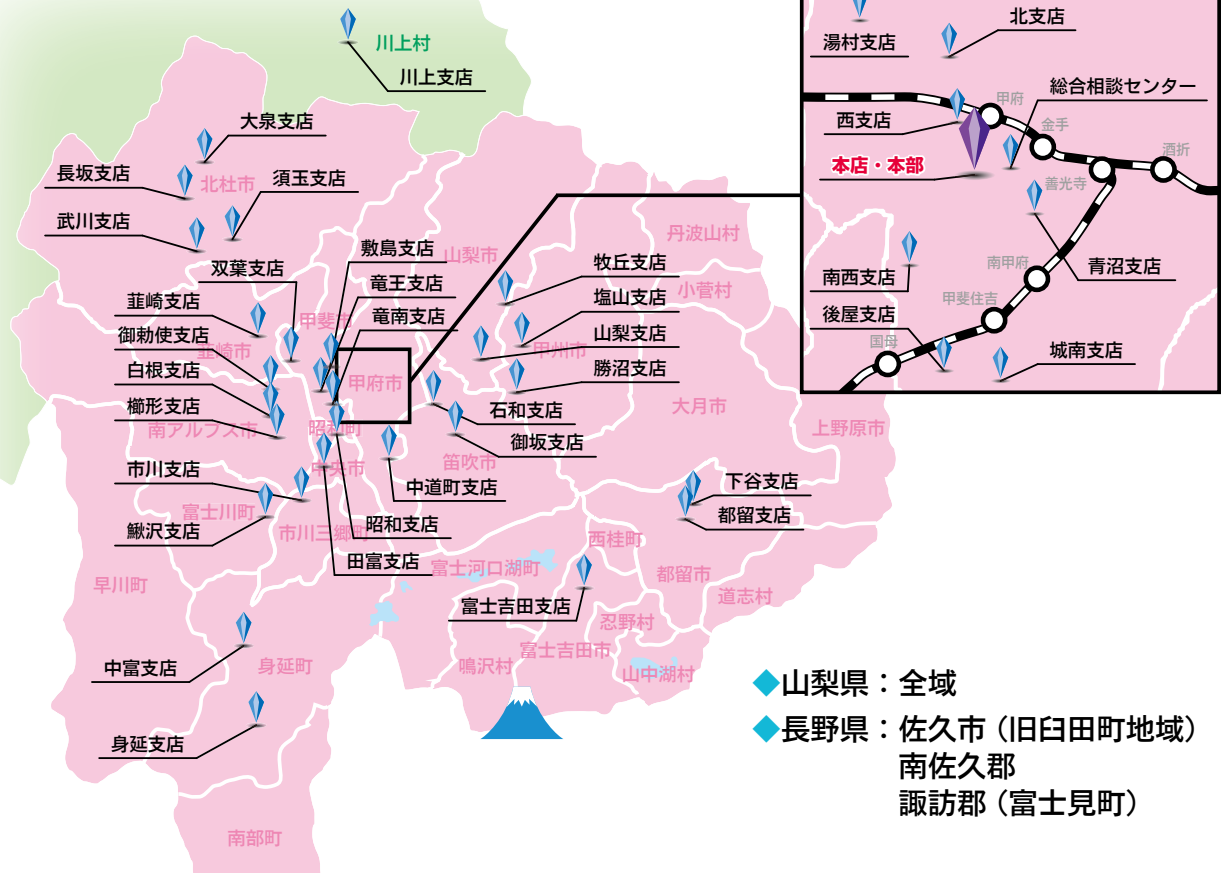 川上村
川上支店
大泉支店
長坂支店
北杜市
須玉支店
武川支店
双葉支店
敷島支店
山梨市
韮崎支店
竜王支店
御勅使支店
甲斐市
竜南支店
韮崎市
白根支店
甲府市
櫛形支店
南アルプス市
昭和町
市川支店
中央市
富士川町
鰍沢支店
市川三郷町
昭和支店
田富支店
中道町支店
笛吹市
石和支店
御坂支店
牧丘支店
塩山支店
山梨支店
甲州市
勝沼支店
丹波山村
小菅村
大月市
上野原市
下谷支店
都留支店
西桂町
都留市
道志村
富士河口湖町
富士吉田支店
忍野村
富士吉田市
鳴沢村
山中湖村
早川町
中富支店
身延町
身延支店
南部町
北支店
湯村支店
総合相談センター
甲府
西支店
金手
本店・本部
酒折
善光寺
南西支店
南甲府
青沼支店
甲斐住吉
後屋支店
国母
城南支店
◆山梨県：全域
◆長野県：佐久市（旧臼田町地域）
南佐久郡
諏訪郡（富士見町）